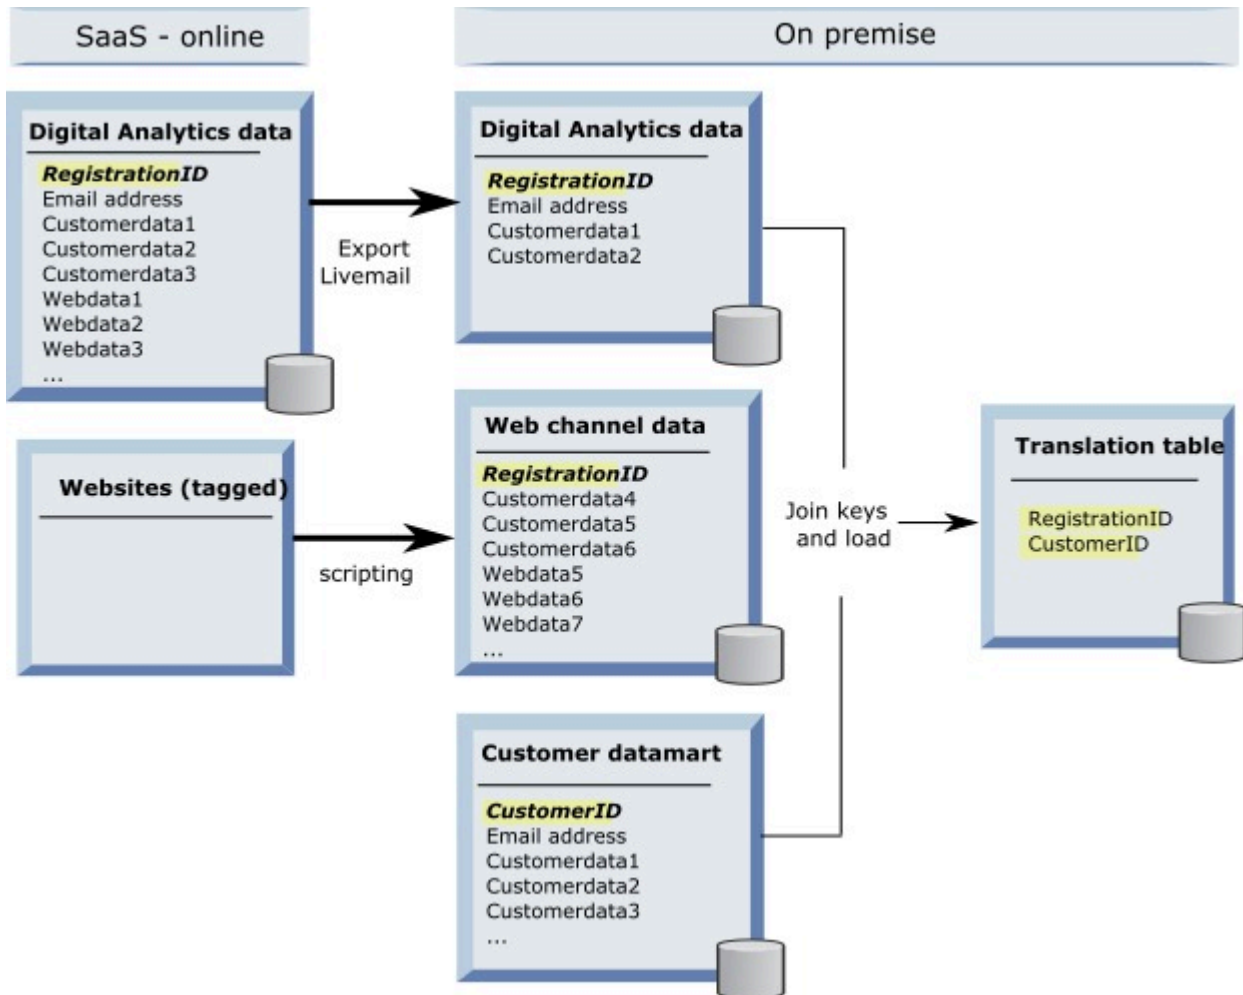 SaaS - online
On premise
Digital Analytics data
RegistrationID
Email address
Customerdata1
Customerdata2
Customerdata3
Webdata1
Webdata2
Webdata3
...
Export
Livemail
Digital Analytics data
RegistrationID
Email address
Customerdata1
Customerdata2
Websites (tagged)
scripting
Web channel data
RegistrationID
Customerdata4
Customerdata5
Customerdata6
Webdata5
Webdata6
Webdata7
...
Customer datamart
CustomerID
Email address
Customerdata1
Customerdata2
Customerdata3
...
Join keys
and load
Translation table
RegistrationID
CustomerID